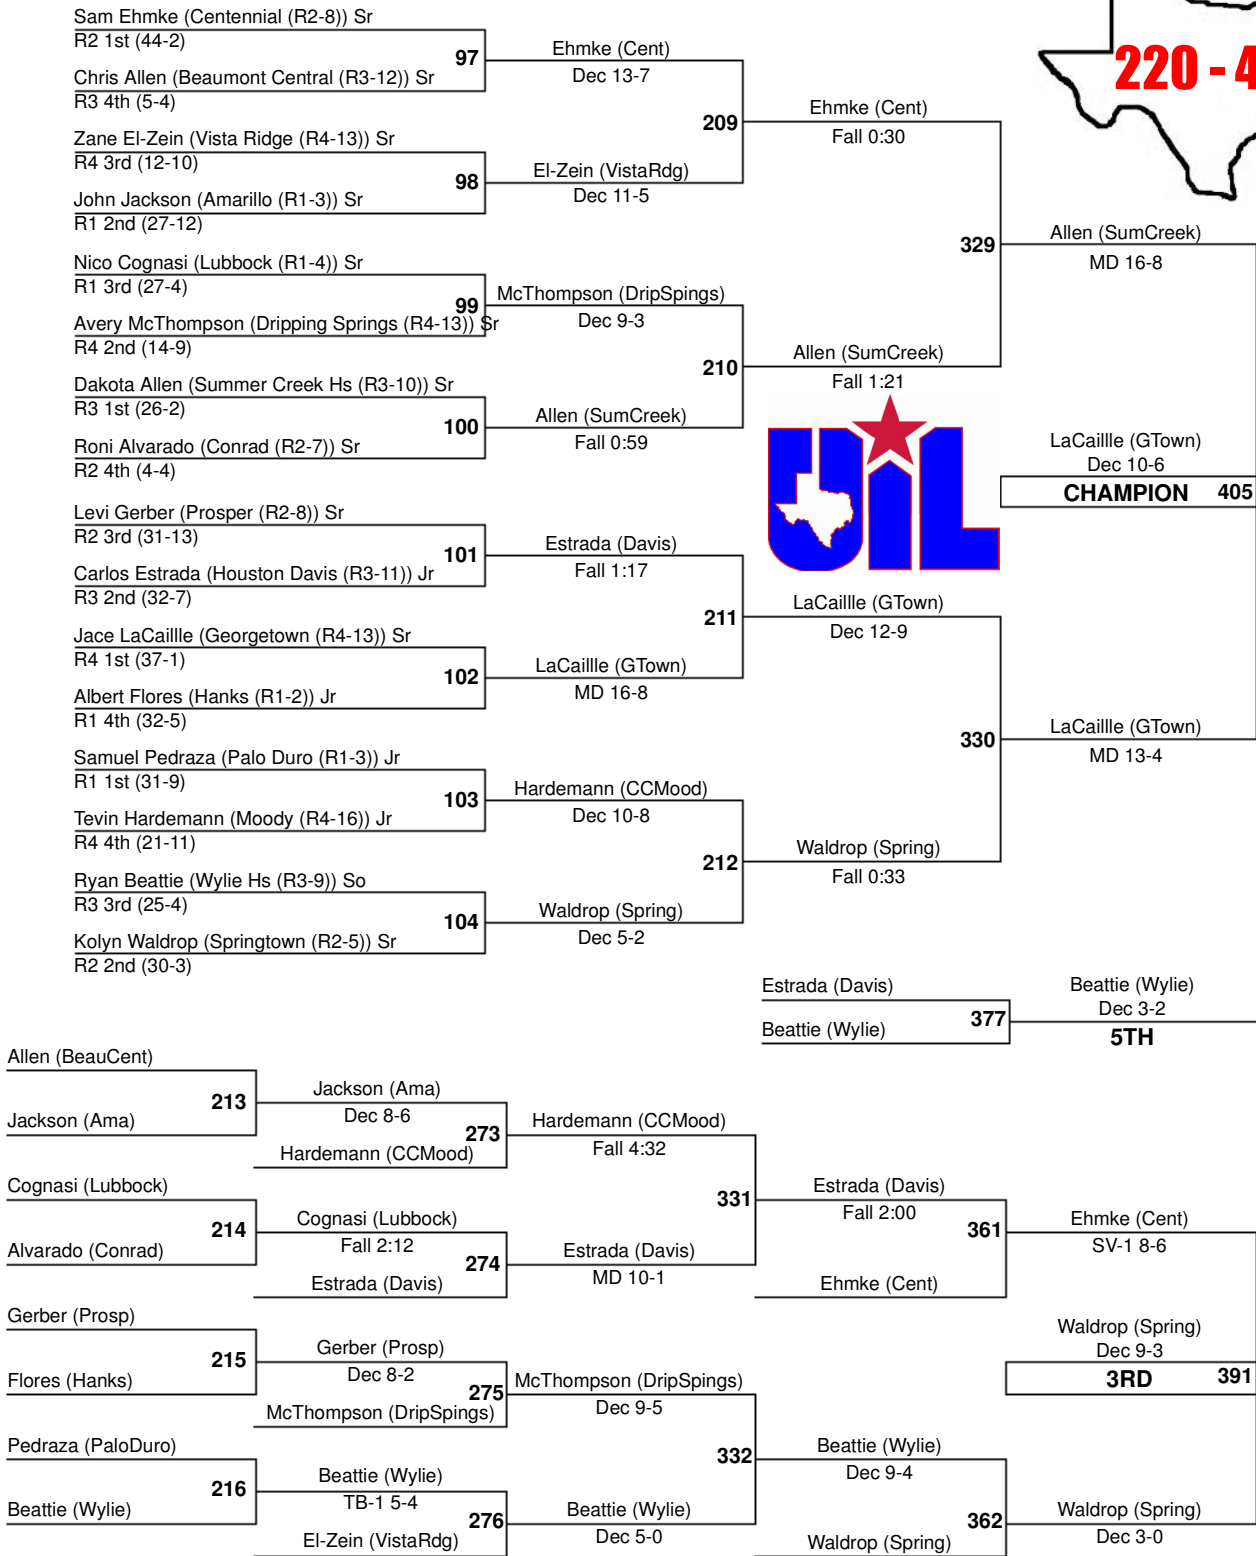 Sam Ehmke (Centennial (R2-8)) Sr
R2 1st (44-2)
97
Chris Allen (Beaumont Central (R3-12)) Sr
R3 4th (5-4)
Ehmke (Cent)
Dec 13-7
Zane El-Zein (Vista Ridge (R4-13)) Sr
R4 3rd (12-10)
98
John Jackson (Amarillo (R1-3)) Sr
R1 2nd (27-12)
El-Zein (VistaRdg)
Dec 11-5
209
Ehmke (Cent)
Fall 0:30
220 - 4
Nico Cognasi (Lubbock (R1-4)) Sr
R1 3rd (27-4)
99
Avery McThompson (Dripping Springs (R4-13)) Sr
R4 2nd (14-9)
McThompson (DripSpings)
Dec 9-3
Dakota Allen (Summer Creek Hs (R3-10)) Sr
R3 1st (26-2)
100
Roni Alvarado (Conrad (R2-7)) Sr
R2 4th (4-4)
Allen (SumCreek)
Fall 0:59
210
Allen (SumCreek)
Fall 1:21
329
Allen (SumCreek)
MD 16-8
UIL
LaCaillle (GTown)
Dec 10-6
CHAMPION 405
Levi Gerber (Prosper (R2-8)) Sr
R2 3rd (31-13)
101
Carlos Estrada (Houston Davis (R3-11)) Jr
R3 2nd (32-7)
Estrada (Davis)
Fall 1:17
Jace LaCaillle (Georgetown (R4-13)) Sr
R4 1st (37-1)
102
Albert Flores (Hanks (R1-2)) Jr
R1 4th (32-5)
LaCaillle (GTown)
MD 16-8
211
LaCaillle (GTown)
Dec 12-9
Samuel Pedraza (Palo Duro (R1-3)) Jr
R1 1st (31-9)
103
Tevin Hardemann (Moody (R4-16)) Jr
R4 4th (21-11)
Hardemann (CCMood)
Dec 10-8
Ryan Beattie (Wylie Hs (R3-9)) So
R3 3rd (25-4)
104
Kolyn Waldrop (Springtown (R2-5)) Sr
R2 2nd (30-3)
Waldrop (Spring)
Dec 5-2
212
Waldrop (Spring)
Fall 0:33
330
LaCaillle (GTown)
MD 13-4
Estrada (Davis)
Beattie (Wylie)
377
Beattie (Wylie)
Dec 3-2
5TH
Allen (BeauCent)
213
Jackson (Ama)
Jackson (Ama)
Dec 8-6
273
Hardemann (CCMood)
Hardemann (CCMood)
Fall 4:32
Cognasi (Lubbock)
214
Alvarado (Conrad)
Cognasi (Lubbock)
Fall 2:12
274
Estrada (Davis)
Estrada (Davis)
MD 10-1
331
Estrada (Davis)
Fall 2:00
361
Ehmke (Cent)
Ehmke (Cent)
SV-1 8-6
Gerber (Prosp)
215
Flores (Hanks)
Gerber (Prosp)
Dec 8-2
275
McThompson (DripSpings)
McThompson (DripSpings)
Dec 9-5
Waldrop (Spring)
Dec 9-3
3RD 391
Pedraza (PaloDuro)
216
Beattie (Wylie)
Beattie (Wylie)
TB-1 5-4
276
El-Zein (VistaRdg)
Beattie (Wylie)
Dec 5-0
332
Beattie (Wylie)
Dec 9-4
362
Waldrop (Spring)
Waldrop (Spring)
Dec 3-0